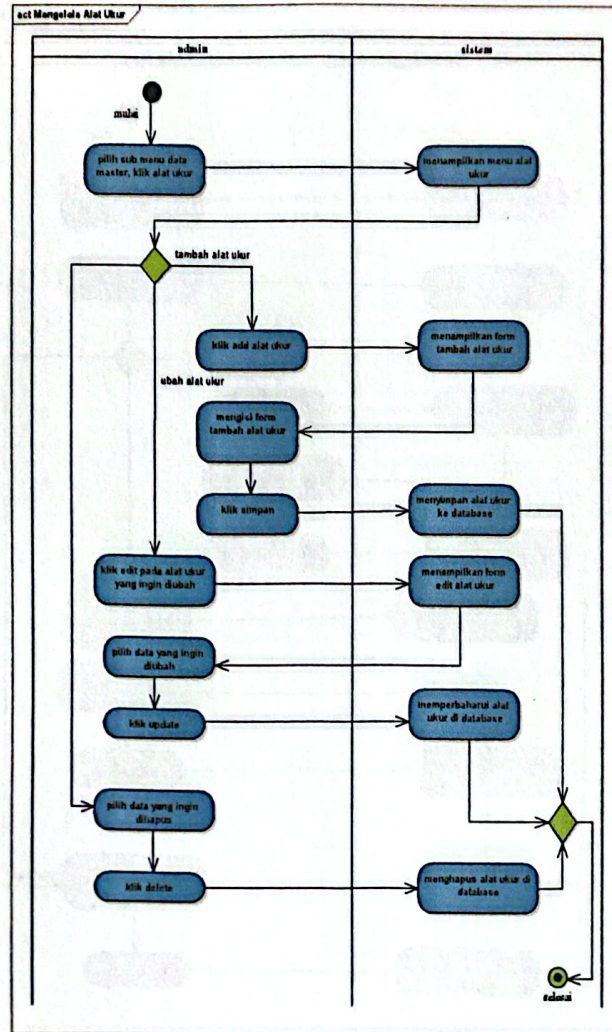 act Mengelola Alat Ukur
admin
sistem
mulai
pilih sub menu data
master, klik alat ukur
menampilkan menu alat
ukur
tambah alat ukur
klik add alat ukur
menampilkan form
tambah alat ukur
ubah alat ukur
mengisi form
tambah alat ukur
klik simpan
menyimpan alat ukur
ke database
klik edit pada alat ukur
yang ingin diubah
menampilkan form
edit alat ukur
pilih data yang ingin
diubah
klik update
memperbaharui alat
ukur di database
pilih data yang ingin
dihapus
klik delete
menghapus alat ukur di
database
selesai